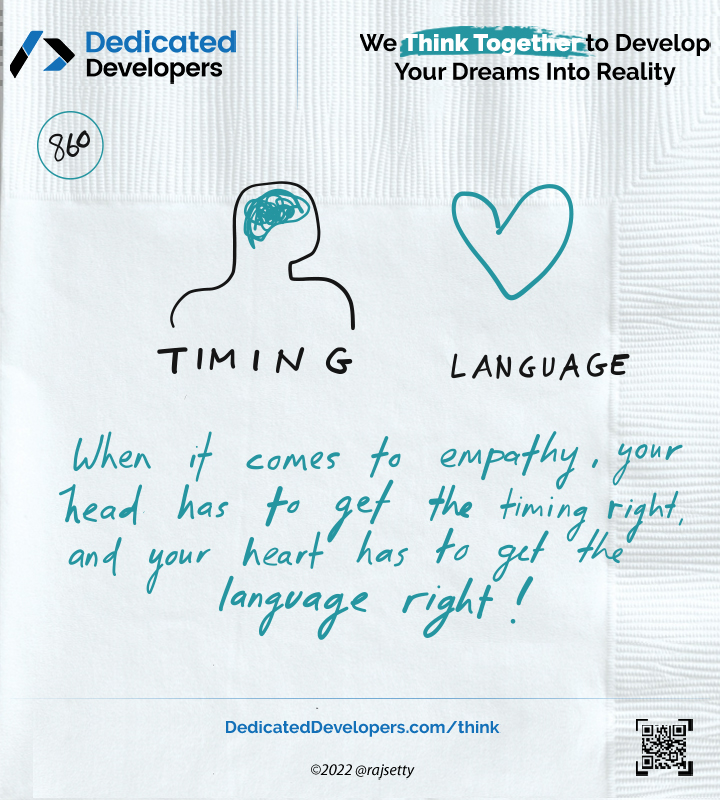 Dedicated
Developers
We Think Together to Develop
Your Dreams Into Reality
860
TIMING
LANGUAGE
When it comes to empathy, your
head has to get the timing right,
and your heart has to get the
language right!
DedicatedDevelopers.com/think
©2022 @rajsetty